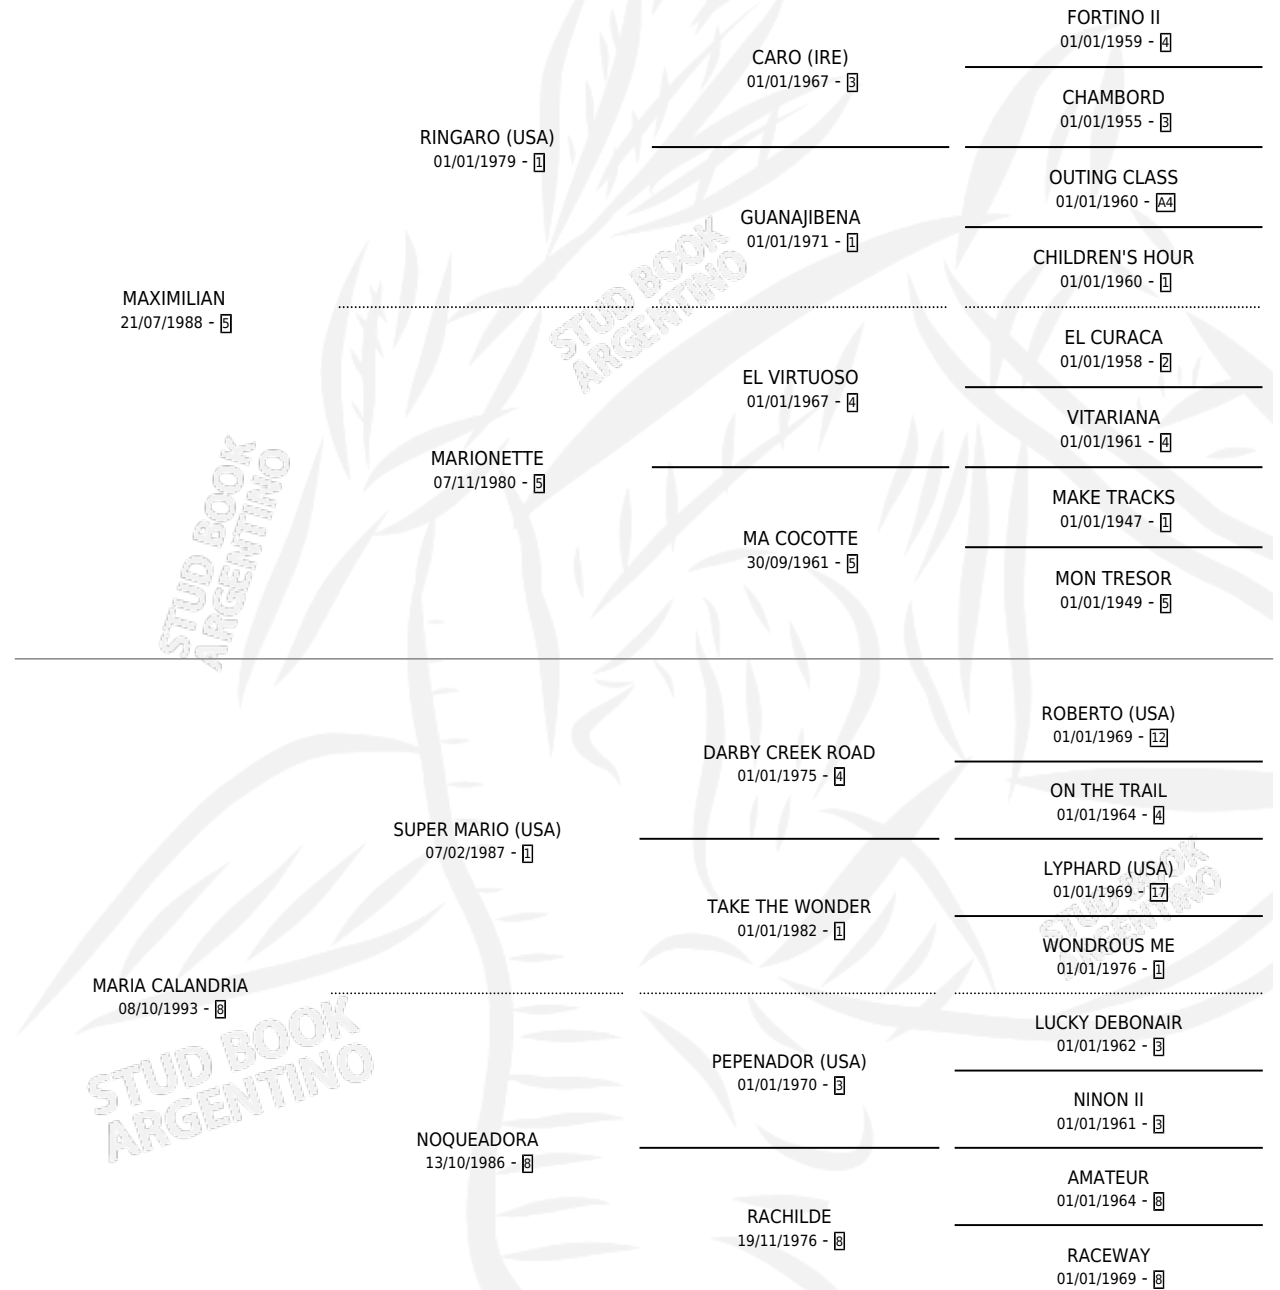 FORTINO II
01/01/1959 - 4
CARO (IRE)
01/01/1967 - 3
CHAMBORD
01/01/1955 - 3
RINGARO (USA)
01/01/1979 - 1
OUTING CLASS
01/01/1960 - A4
GUANAJIBENA
01/01/1971 - 1
CHILDREN'S HOUR
01/01/1960 - 1
MAXIMILIAN
21/07/1988 - 5
EL CURACA
01/01/1958 - 2
EL VIRTUOSO
01/01/1967 - 4
VITARIANA
01/01/1961 - 4
MARIONETTE
07/11/1980 - 5
MAKE TRACKS
01/01/1947 - 1
MA COCOTTE
30/09/1961 - 5
MON TRESOR
01/01/1949 - 5
STUD BOOK
ARGENTINO
STUD BOOK
ARGENTINO
ROBERTO (USA)
01/01/1969 - 12
DARBY CREEK ROAD
01/01/1975 - 4
ON THE TRAIL
01/01/1964 - 4
SUPER MARIO (USA)
07/02/1987 - 1
LYPHARD (USA)
01/01/1969 - 17
TAKE THE WONDER
01/01/1982 - 1
WONDROUS ME
01/01/1976 - 1
MARIA CALANDRIA
08/10/1993 - 8
LUCKY DEBONAIR
01/01/1962 - 3
PEPENADOR (USA)
01/01/1970 - 3
NINON II
01/01/1961 - 3
NOQUEADORA
13/10/1986 - 8
AMATEUR
01/01/1964 - 8
RACHILDE
19/11/1976 - 8
RACEWAY
01/01/1969 - 8
STUD BOOK
ARGENTINO
STUD BOOK
ARGENTINO